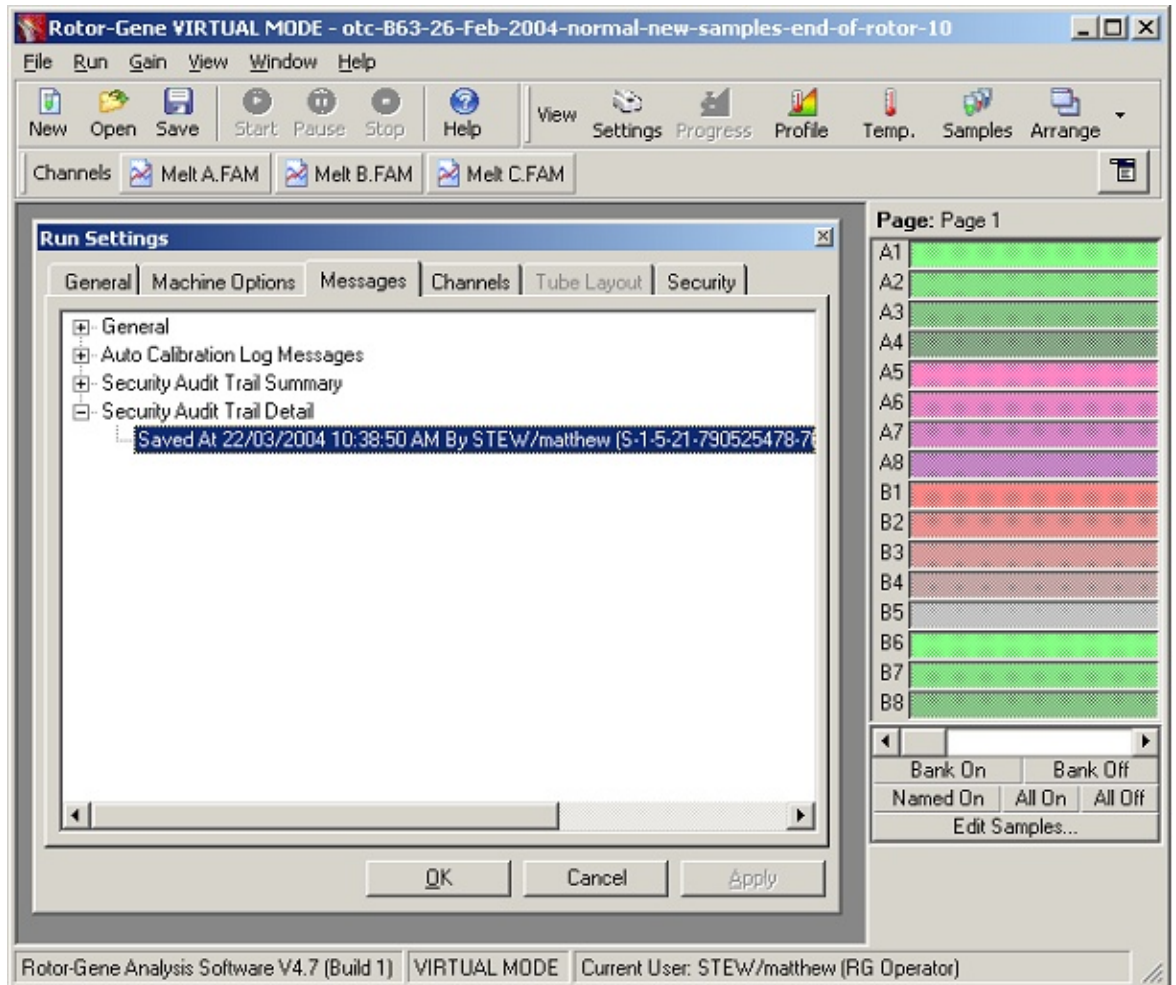 Rotor-Gene VIRTUAL MODE - otc-B63-26-Feb-2004-normal-new-samples-end-of-rotor-10
File Run Gain View Window Help
New Open Save Start Pause Stop Help View Settings Progress Profile Temp. Samples Arrange
Channels Melt A.FAM Melt B.FAM Melt C.FAM
Run Settings
General Machine Options Messages Channels Tube Layout Security
General
Auto Calibration Log Messages
Security Audit Trail Summary
Security Audit Trail Detail
Saved At 22/03/2004 10:38:50 AM By STEW/matthew (S-1-5-21-790525478-7
OK Cancel Apply
Page: Page 1
A1
A2
A3
A4
A5
A6
A7
A8
B1
B2
B3
B4
B5
B6
B7
B8
Bank On Bank Off
Named On All On All Off
Edit Samples...
Rotor-Gene Analysis Software V4.7 (Build 1) VIRTUAL MODE Current User: STEW/matthew (RG Operator)